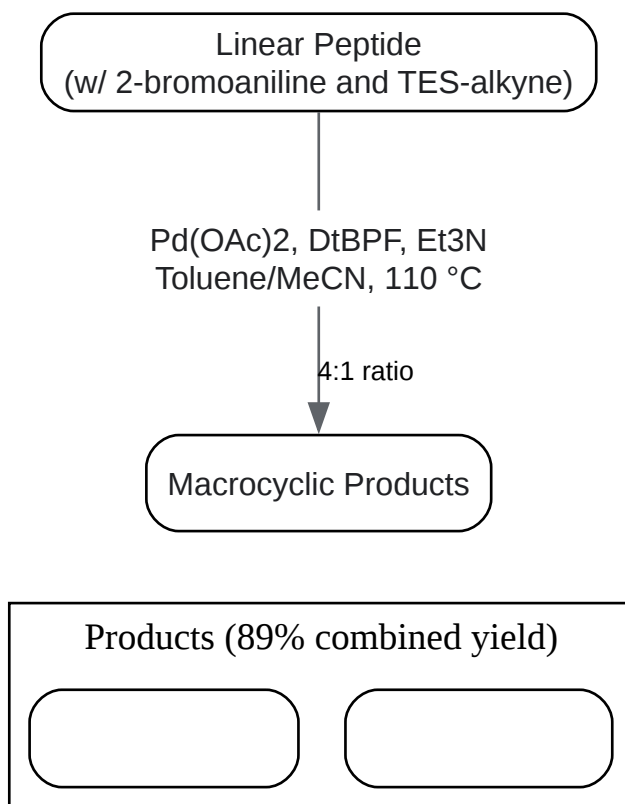 Linear Peptide
(w/ 2-bromoaniline and TES-alkyne)
Pd(OAc)2, DtBPF, Et3N
Toluene/MeCN, 110 °C
4:1 ratio
Macrocyclic Products
Products (89% combined yield)